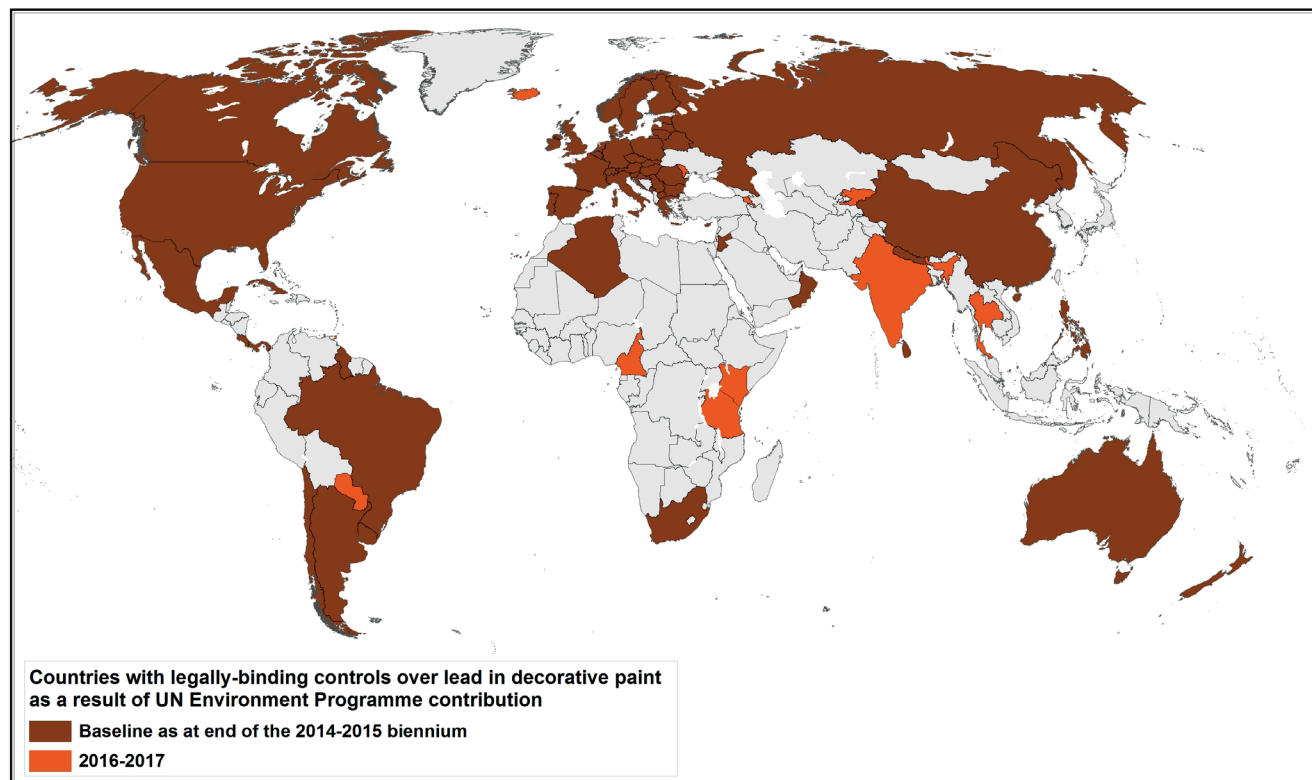 Countries with legally-binding controls over lead in decorative paint
as a result of UN Environment Programme contribution
Baseline as at end of the 2014-2015 biennium
2016-2017